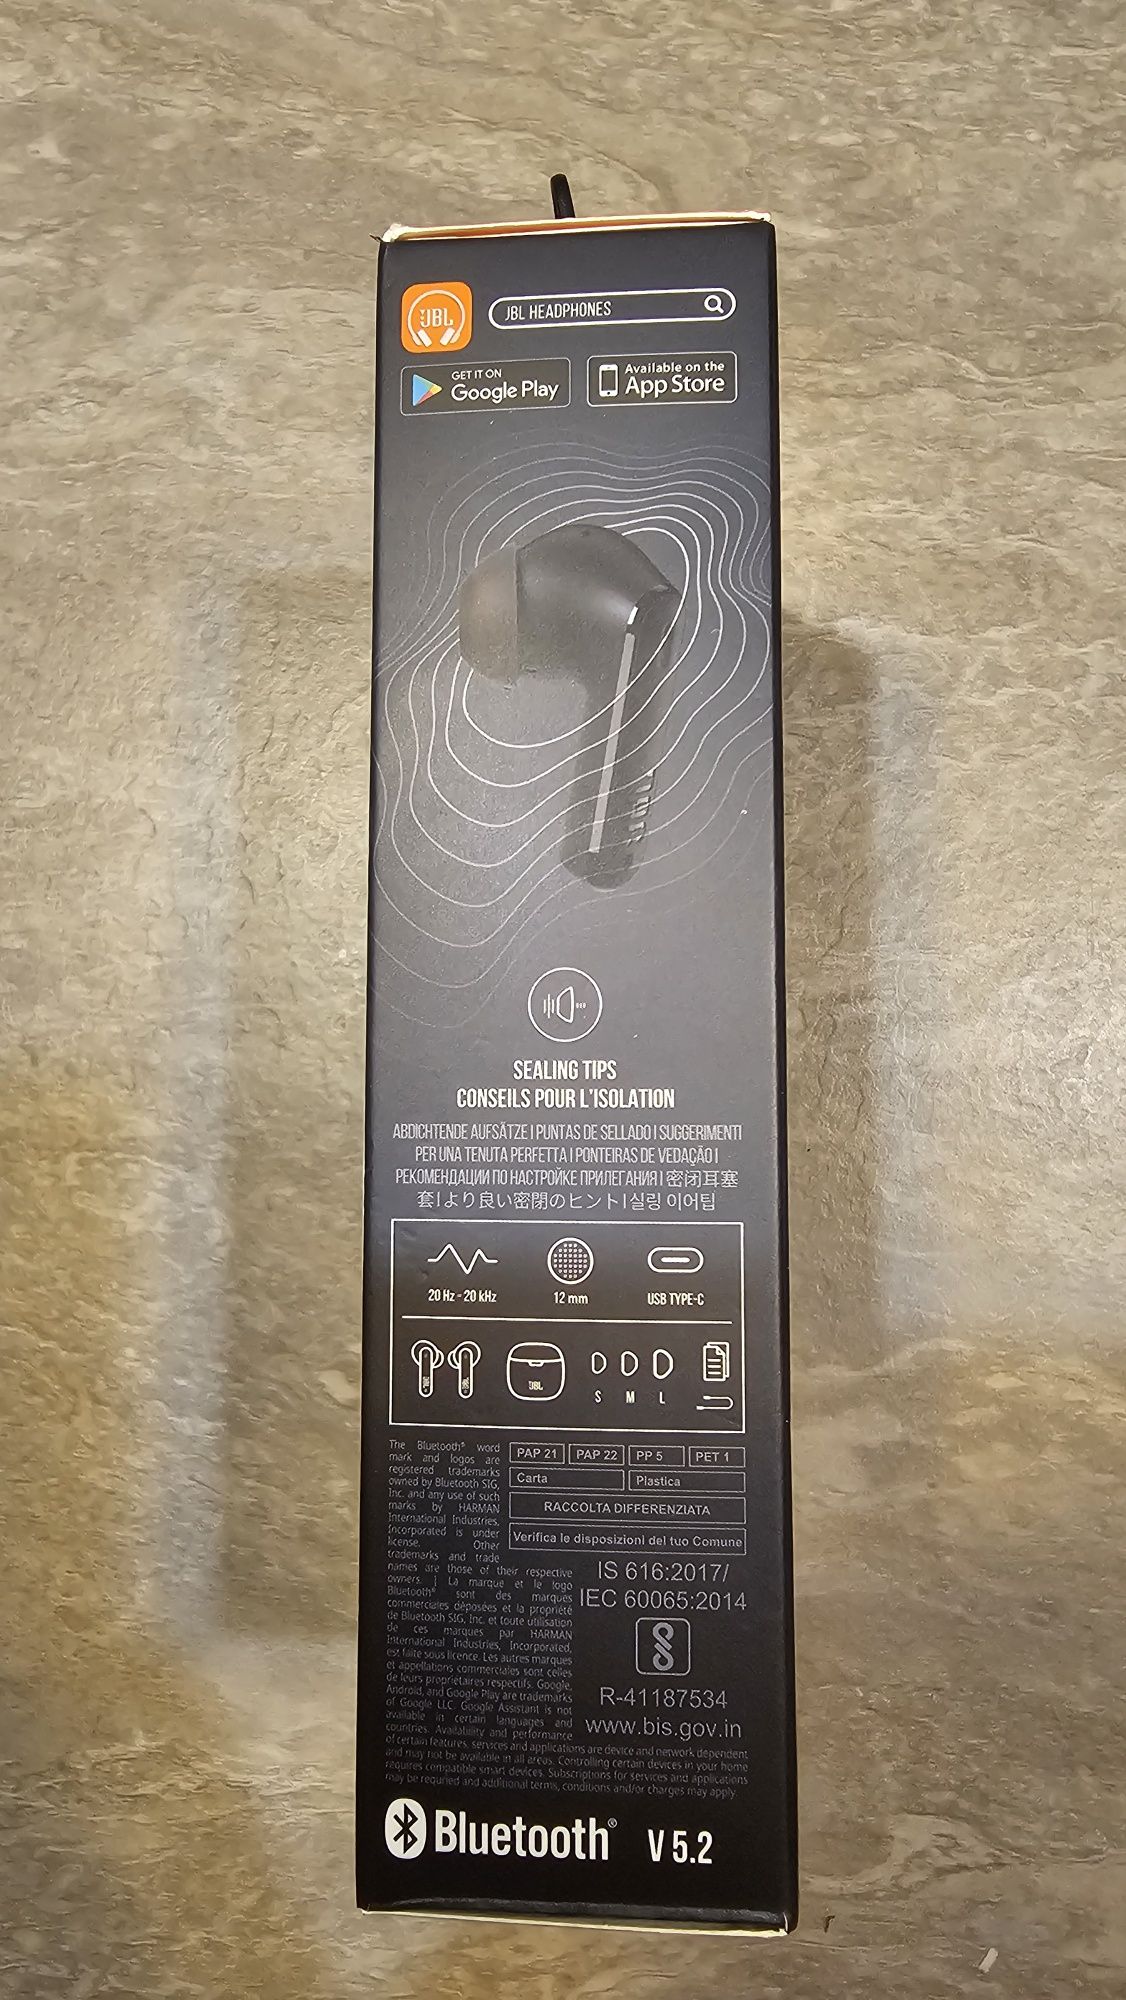 JBL
JBL HEADPHONES
GET IT ON
Google Play
Available on the
App Store
SEALING TIPS
CONSEILS POUR L'ISOLATION
ABDICHTENDE AUFSÄTZE | PUNTAS DE SELLADO | SUGGERIMENTI
PER UNA TENUTA PERFETTA | PONTEIRAS DE VEDAÇÃO |
РЕКОМЕНДАЦИИ ПО НАСТРОЙКЕ ПРИЛЕГАНИЯ | 密闭耳塞
套 | より良い密閉のヒント | 실링 이어팁
20 Hz - 20 kHz
12 mm
USB TYPE-C
JBL
JBL
JBL
S M L
The Bluetooth® word
mark and logos are
registered trademarks
owned by Bluetooth SIG,
Inc. and any use of such
marks by HARMAN
International Industries,
Incorporated is under
license. Other
trademarks and trade
names are those of their respective
owners. | La marque et le logo
Bluetooth® sont des marques
commerciales déposées et la propriété
de Bluetooth SIG, Inc. et toute utilisation
de ces marques par HARMAN
International Industries, Incorporated,
est faite sous licence. Les autres marques
et appellations commerciales sont celles
de leurs propriétaires respectifs. Google,
Android, and Google Play are trademarks
of Google LLC. Google Assistant is not
available in certain languages and
countries. Availability and performance
of certain features, services and applications are device and network dependent
and may not be available in all areas. Controlling certain devices in your home
requires compatible smart devices. Subscriptions for services and applications
may be requried and additional terms, conditions and/or charges may apply.
PAP 21 PAP 22 PP 5 PET 1
Carta Plastica
RACCOLTA DIFFERENZIATA
Verifica le disposizioni del tuo Comune
IS 616:2017/
IEC 60065:2014
R-41187534
www.bis.gov.in
Bluetooth® V 5.2